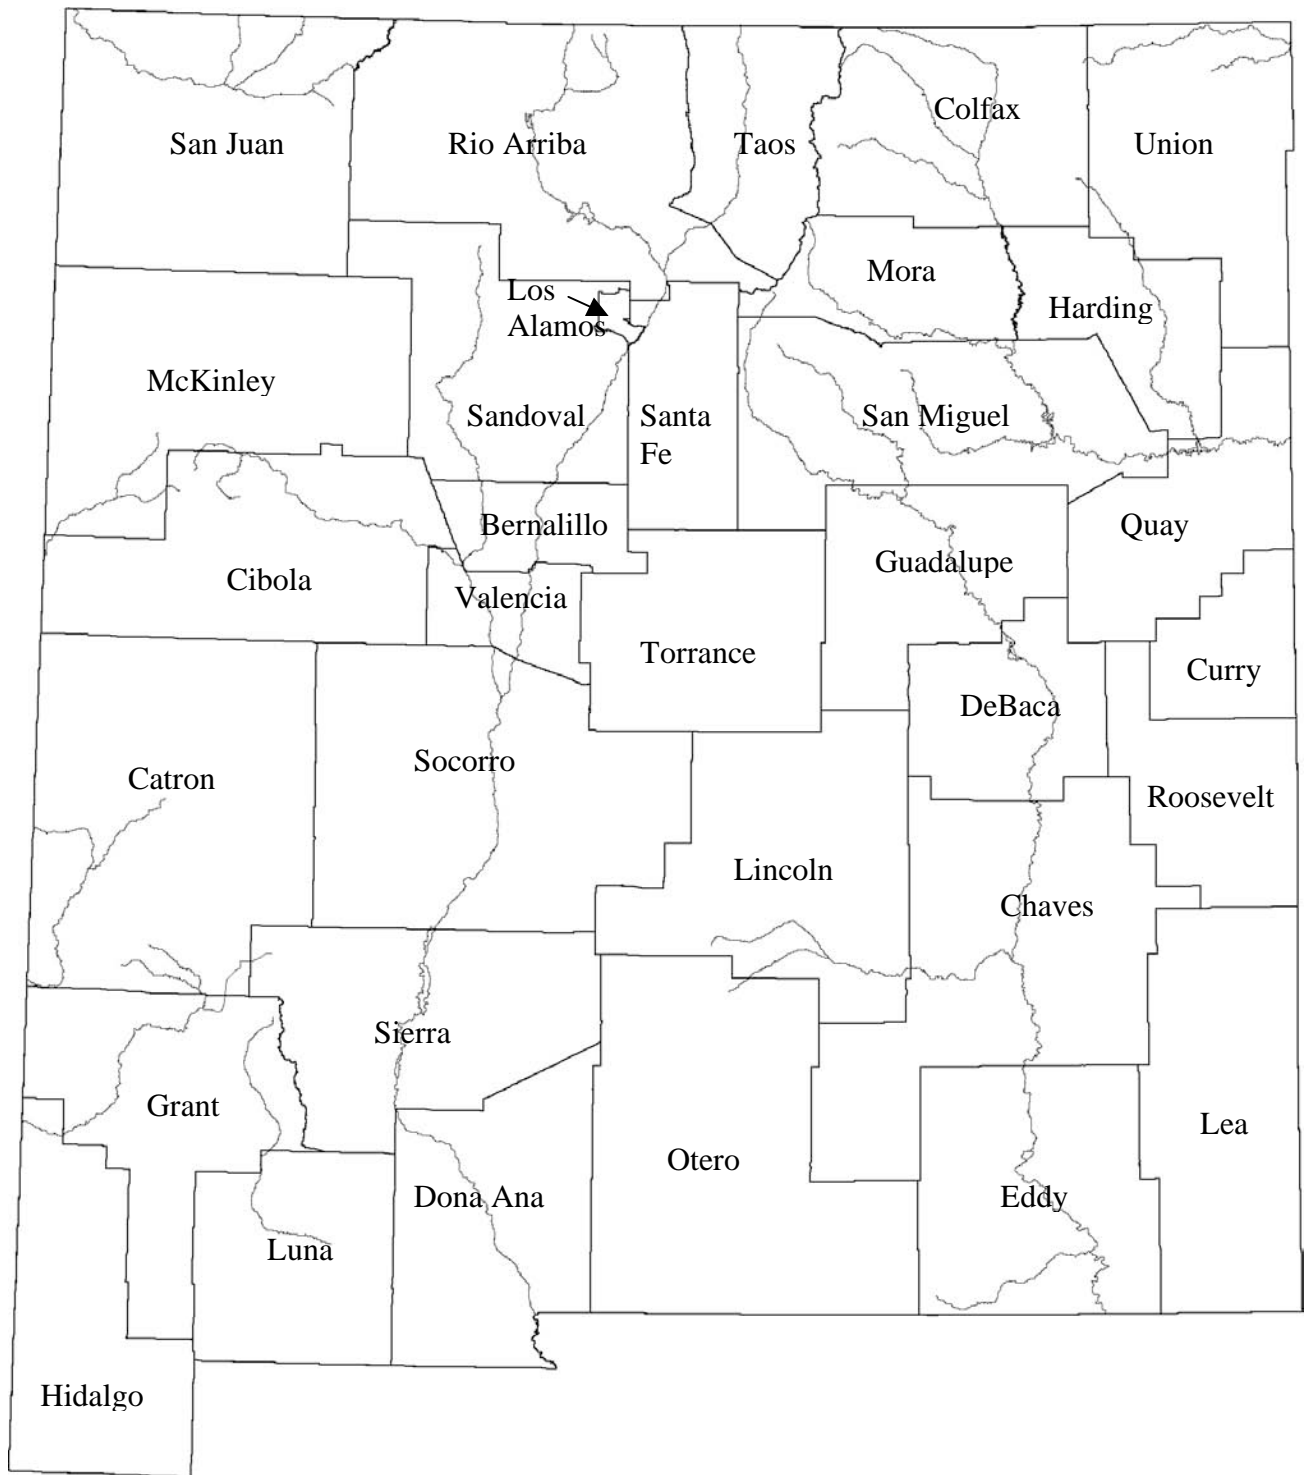 San Juan
Rio Arriba
Taos
Colfax
Union
Los
Alamos
Mora
Harding
McKinley
Sandoval
Santa
Fe
San Miguel
Bernalillo
Quay
Cibola
Valencia
Guadalupe
Torrance
Curry
DeBaca
Catron
Socorro
Roosevelt
Lincoln
Chaves
Sierra
Grant
Otero
Lea
Dona Ana
Eddy
Luna
Hidalgo